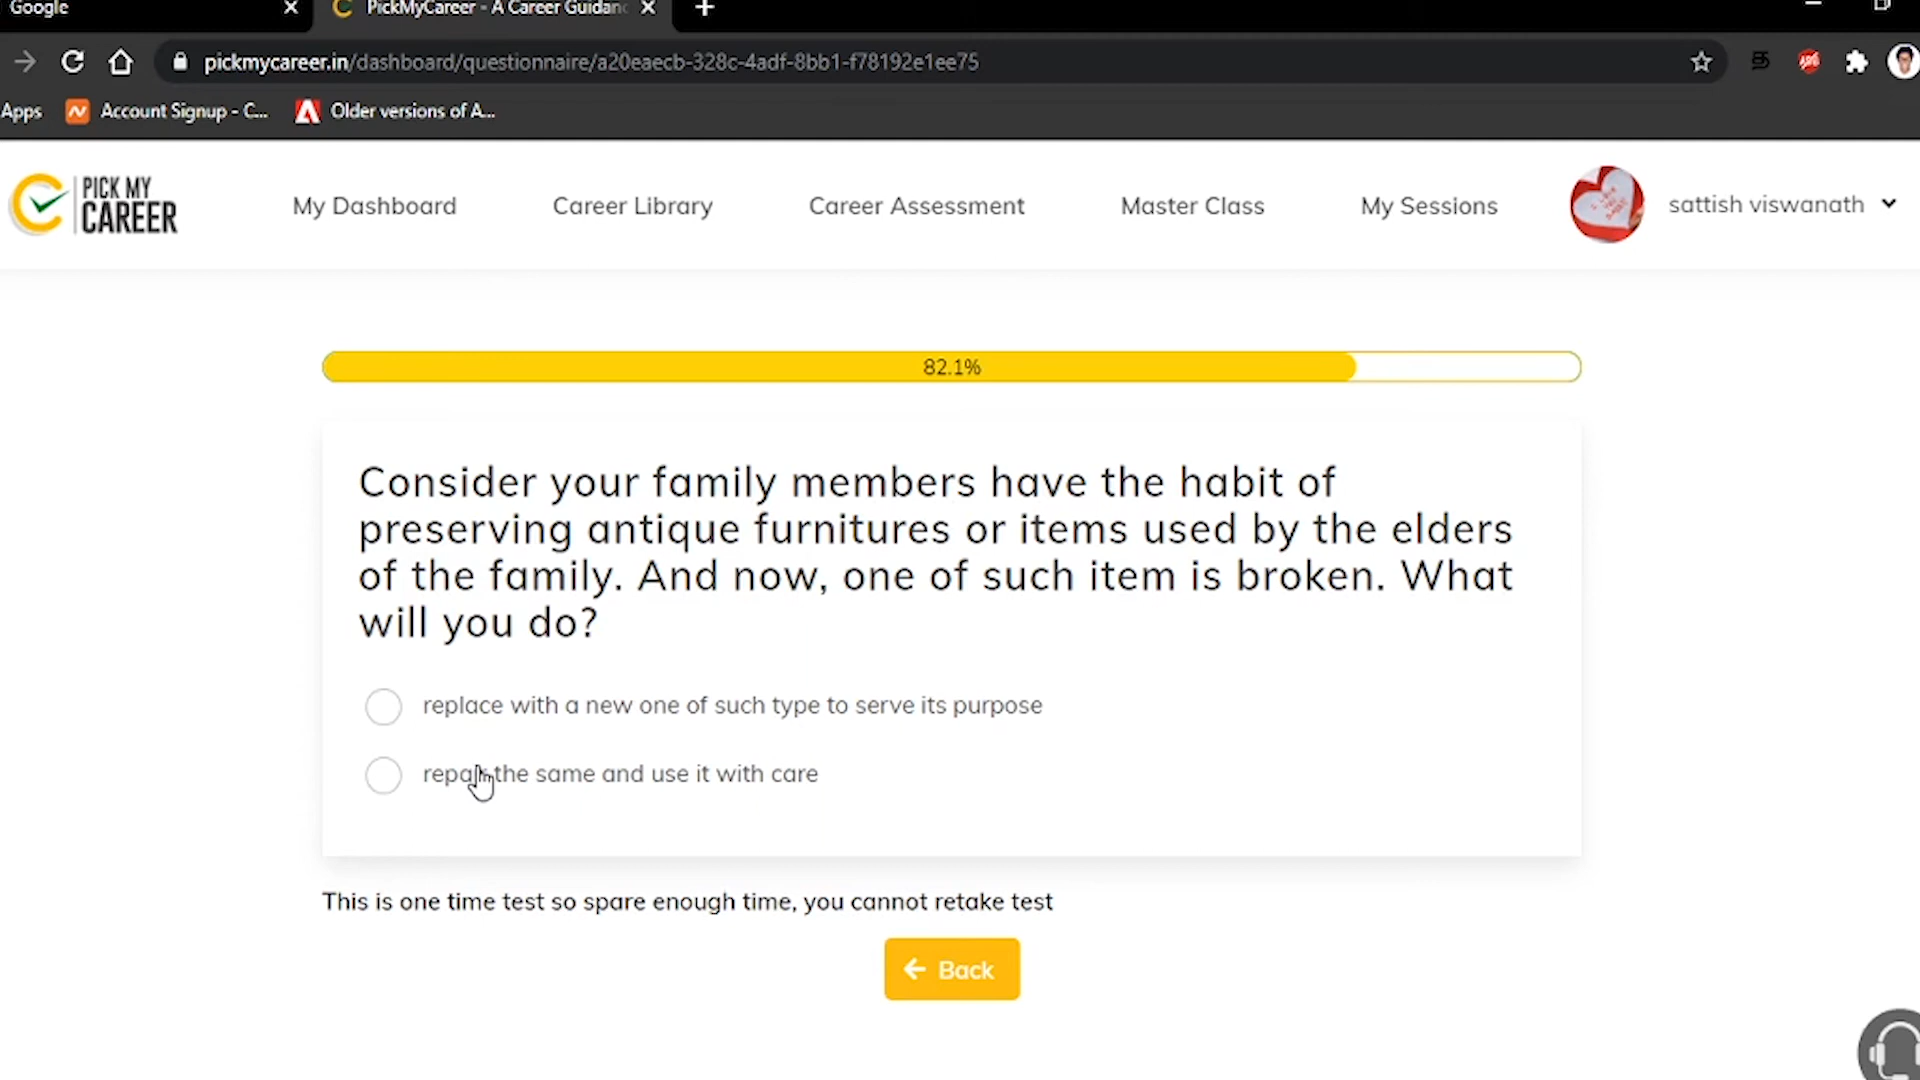 Google
PickMyCareer - A Career Guidanc
pickmycareer.in/dashboard/questionnaire/a20eaecb-328c-4adf-8bb1-f78192e1ee75
Apps
Account Signup - C...
Older versions of A...
PICK MY
CAREER
My Dashboard
Career Library
Career Assessment
Master Class
My Sessions
sattish viswanath
82.1%
Consider your family members have the habit of
preserving antique furnitures or items used by the elders
of the family. And now, one of such item is broken. What
will you do?
replace with a new one of such type to serve its purpose
repair the same and use it with care
This is one time test so spare enough time, you cannot retake test
Back